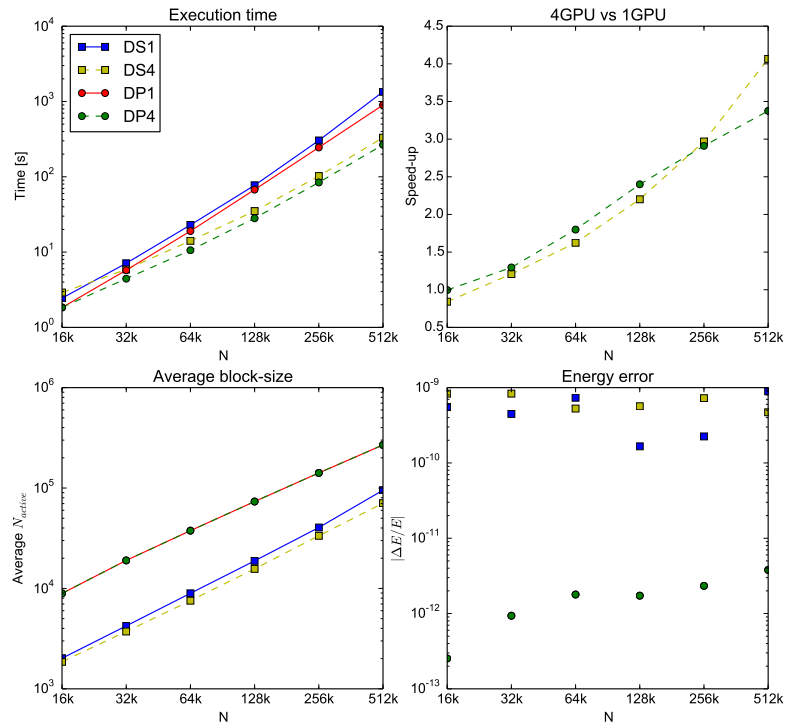 Execution time
Time [s]
10^4
10^3
10^2
10^1
10^0
DS1
DS4
DP1
DP4
16k 32k 64k 128k 256k 512k
N
4GPU vs 1GPU
Speed-up
4.5
4.0
3.5
3.0
2.5
2.0
1.5
1.0
0.5
16k 32k 64k 128k 256k 512k
N
Average block-size
Average N_active
10^6
10^5
10^4
10^3
16k 32k 64k 128k 256k 512k
N
Energy error
|ΔE/E|
10^-9
10^-10
10^-11
10^-12
10^-13
16k 32k 64k 128k 256k 512k
N